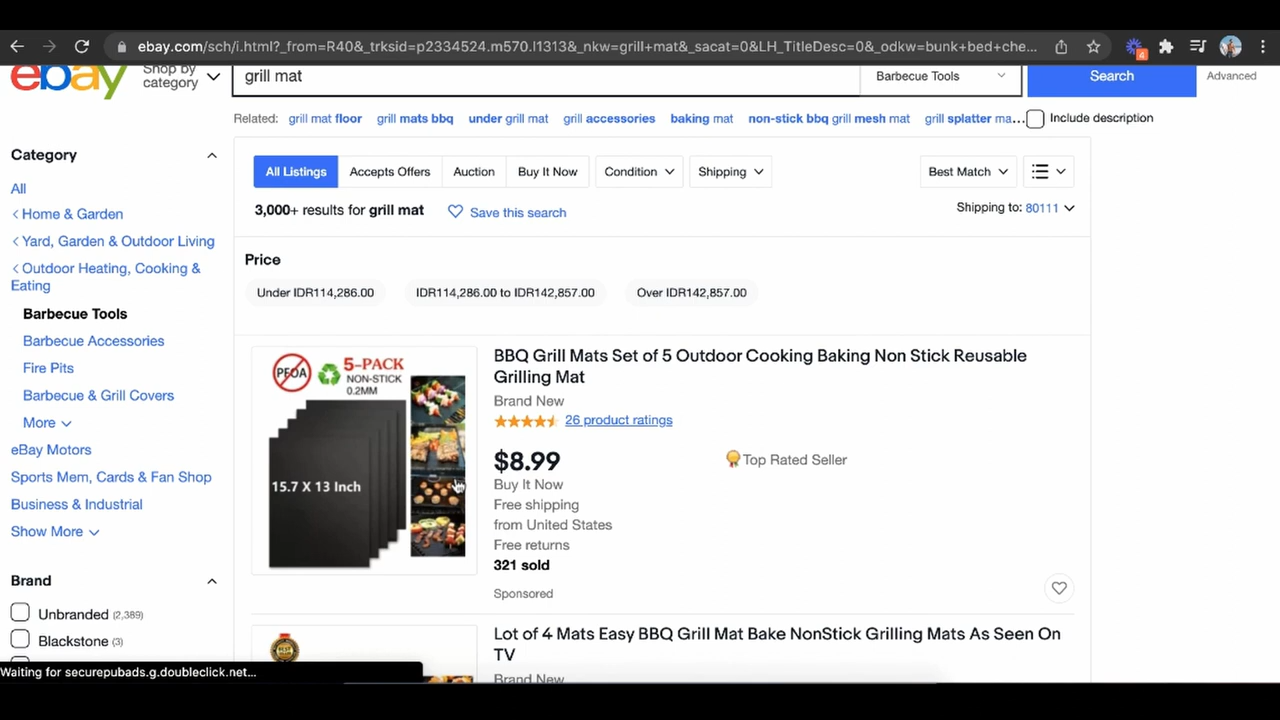 ebay.com/sch/i.html?_from=R40&_trksid=p2334524.m570.l1313&_nkw=grill+mat&_sacat=0&LH_TitleDesc=0&_odkw=bunk+bed+che...
4
ebay
Shop by
category
grill mat
Barbecue Tools
Search
Advanced
Related: grill mat floor grill mats bbq under grill mat grill accessories baking mat non-stick bbq grill mesh mat grill splatter ma... Include description
Category
All
Home & Garden
Yard, Garden & Outdoor Living
Outdoor Heating, Cooking &
Eating
Barbecue Tools
Barbecue Accessories
Fire Pits
Barbecue & Grill Covers
More
eBay Motors
Sports Mem, Cards & Fan Shop
Business & Industrial
Show More
Brand
Unbranded (2,389)
Blackstone (3)
All Listings Accepts Offers Auction Buy It Now Condition Shipping Best Match
3,000+ results for grill mat Save this search Shipping to: 80111
Price
Under IDR114,286.00 IDR114,286.00 to IDR142,857.00 Over IDR142,857.00
PFOA
5-PACK
NON-STICK
0.2MM
15.7 X 13 Inch
BBQ Grill Mats Set of 5 Outdoor Cooking Baking Non Stick Reusable
Grilling Mat
Brand New
26 product ratings
$8.99
Top Rated Seller
Buy It Now
Free shipping
from United States
Free returns
321 sold
Sponsored
Lot of 4 Mats Easy BBQ Grill Mat Bake NonStick Grilling Mats As Seen On
TV
Brand New
Waiting for securepubads.g.doubleclick.net...